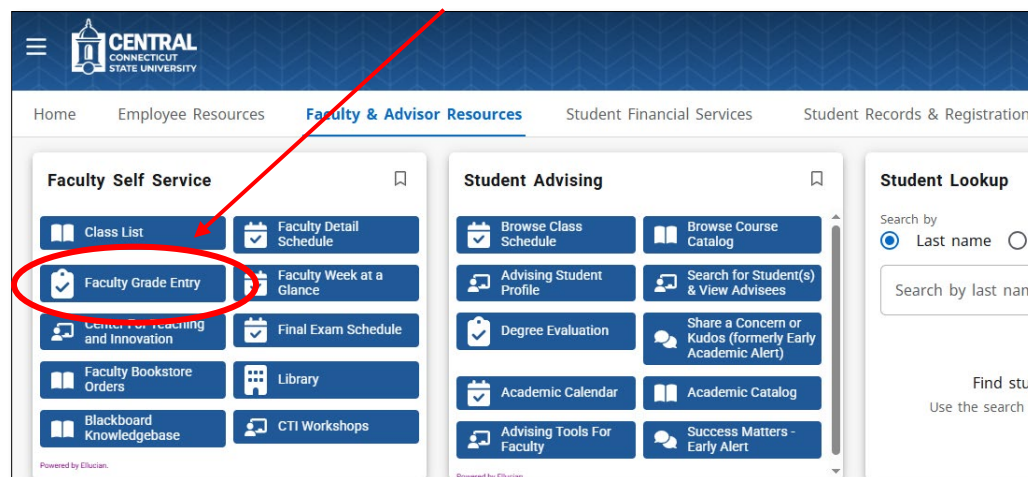 CENTRAL
CONNECTICUT
STATE UNIVERSITY
Home Employee Resources Faculty & Advisor Resources Student Financial Services Student Records & Registration
Faculty Self Service
Class List
Faculty Detail
Schedule
Faculty Grade Entry
Faculty Week at a
Glance
Center For Teaching
and Innovation
Final Exam Schedule
Faculty Bookstore
Orders
Library
Blackboard
Knowledgebase
CTI Workshops
Powered by Ellucian.
Student Advising
Browse Class
Schedule
Browse Course
Catalog
Advising Student
Profile
Search for Student(s)
& View Advisees
Degree Evaluation
Share a Concern or
Kudos (formerly Early
Academic Alert)
Academic Calendar
Academic Catalog
Advising Tools For
Faculty
Success Matters -
Early Alert
Powered by Ellucian.
Student Lookup
Search by
Last name
Search by last nam
Find stu
Use the search